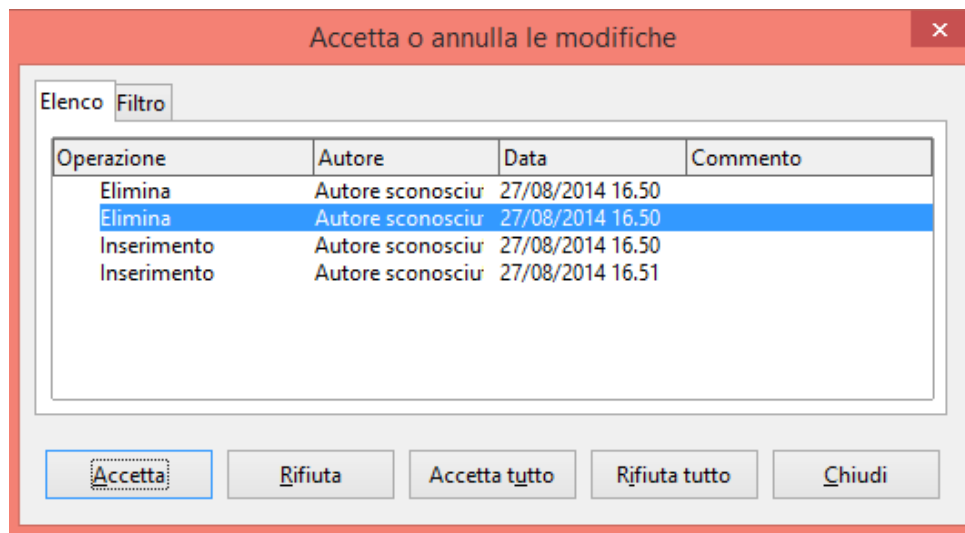 Accetta o annulla le modifiche
Elenco Filtro
Operazione Autore Data Commento
Elimina Autore sconosciu 27/08/2014 16.50
Elimina Autore sconosciu 27/08/2014 16.50
Inserimento Autore sconosciu 27/08/2014 16.50
Inserimento Autore sconosciu 27/08/2014 16.51
Accetta Rifiuta Accetta tutto Rifiuta tutto Chiudi